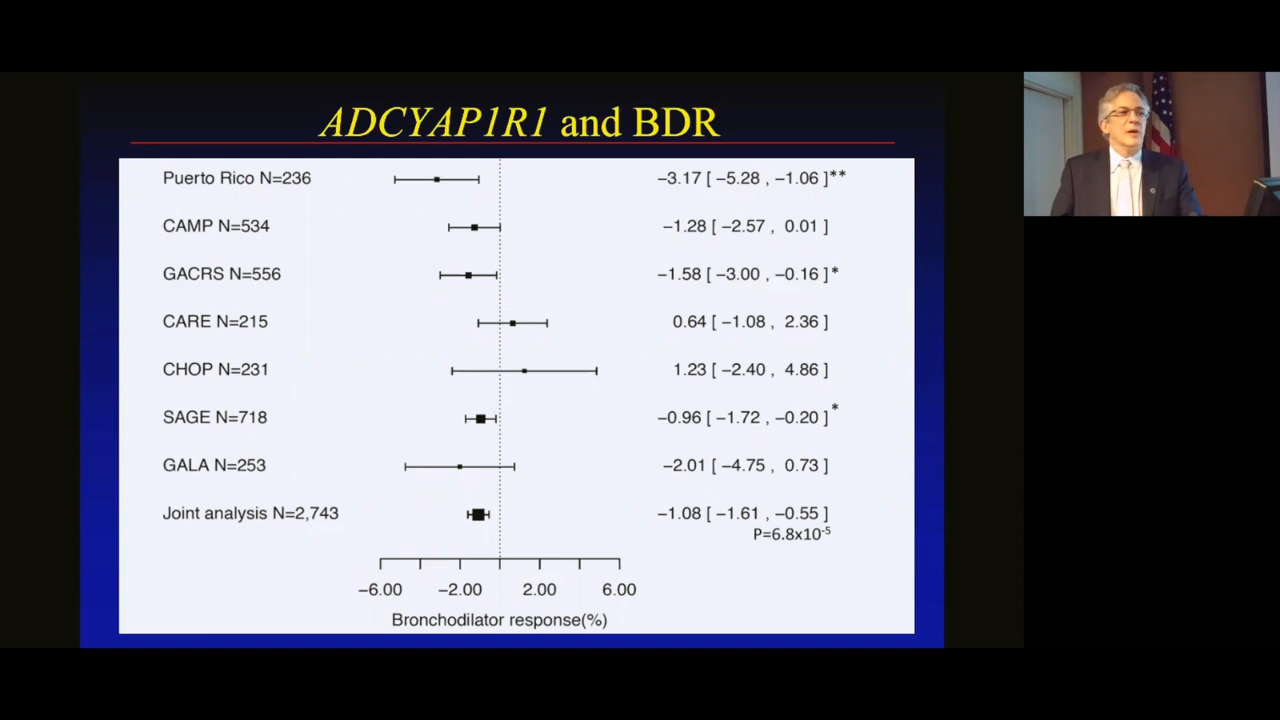 ADCYAP1R1 and BDR
Puerto Rico N=236 −3.17 [ −5.28 , −1.06 ]**
CAMP N=534 −1.28 [ −2.57 , 0.01 ]
GACRS N=556 −1.58 [ −3.00 , −0.16 ]*
CARE N=215 0.64 [ −1.08 , 2.36 ]
CHOP N=231 1.23 [ −2.40 , 4.86 ]
SAGE N=718 −0.96 [ −1.72 , −0.20 ]*
GALA N=253 −2.01 [ −4.75 , 0.73 ]
Joint analysis N=2,743 −1.08 [ −1.61 , −0.55 ]
P=6.8x10⁻⁵
−6.00 −2.00 2.00 6.00
Bronchodilator response(%)